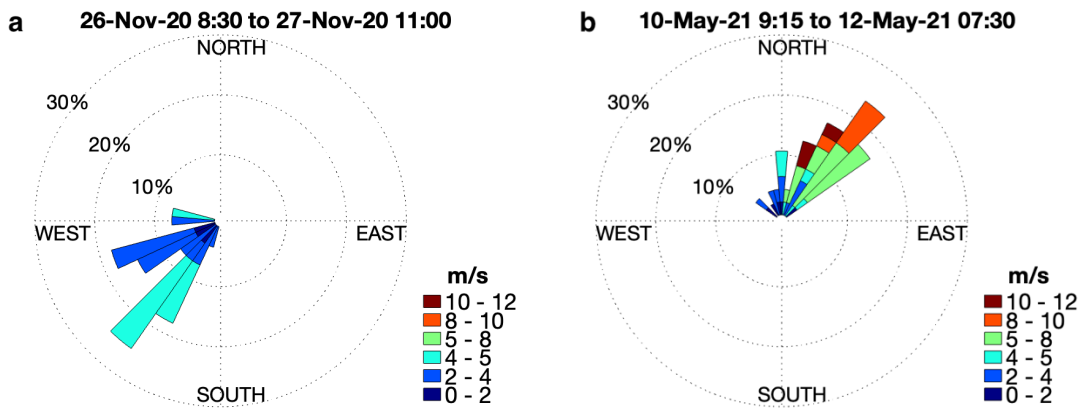 a
26-Nov-20 8:30 to 27-Nov-20 11:00
NORTH
30%
20%
10%
WEST
EAST
SOUTH
m/s
10 - 12
8 - 10
5 - 8
4 - 5
2 - 4
0 - 2
b
10-May-21 9:15 to 12-May-21 07:30
NORTH
30%
20%
10%
WEST
EAST
SOUTH
m/s
10 - 12
8 - 10
5 - 8
4 - 5
2 - 4
0 - 2